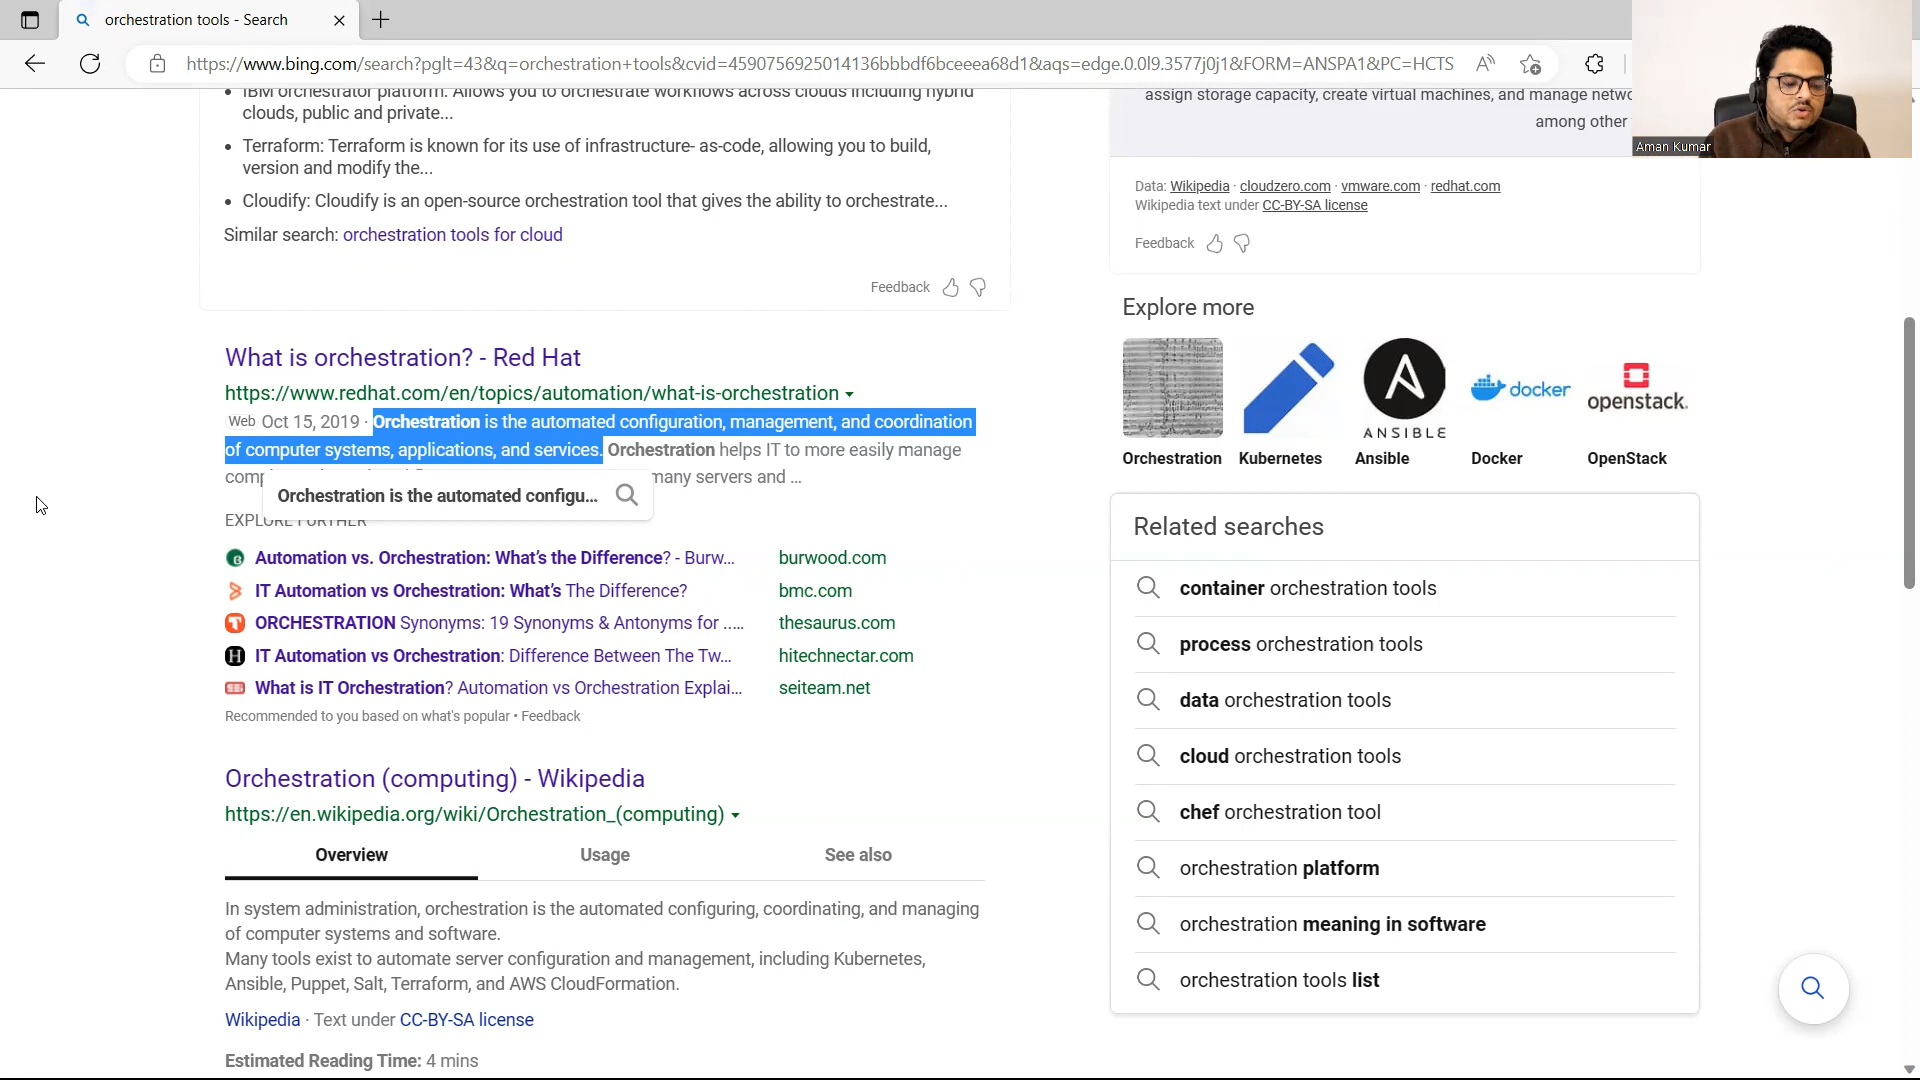 orchestration tools - Search
https://www.bing.com/search?pglt=43&q=orchestration+tools&cvid=4590756925014136bbbdf6bceeea68d1&aqs=edge.0.0l9.3577j0j1&FORM=ANSPA1&PC=HCTS
Aman Kumar
IBM orchestrator platform: Allows you to orchestrate workflows across clouds including hybrid
clouds, public and private...
• Terraform: Terraform is known for its use of infrastructure- as-code, allowing you to build,
version and modify the...
• Cloudify: Cloudify is an open-source orchestration tool that gives the ability to orchestrate...
Similar search: orchestration tools for cloud
Feedback
What is orchestration? - Red Hat
https://www.redhat.com/en/topics/automation/what-is-orchestration
Web Oct 15, 2019 · Orchestration is the automated configuration, management, and coordination
of computer systems, applications, and services. Orchestration helps IT to more easily manage
many servers and ...
Orchestration is the automated configu...
EXPLORE FURTHER
Automation vs. Orchestration: What's the Difference? - Burw... burwood.com
IT Automation vs Orchestration: What's The Difference? bmc.com
ORCHESTRATION Synonyms: 19 Synonyms & Antonyms for ..... thesaurus.com
IT Automation vs Orchestration: Difference Between The Tw... hitechnectar.com
What is IT Orchestration? Automation vs Orchestration Explai... seiteam.net
Recommended to you based on what's popular • Feedback
Orchestration (computing) - Wikipedia
https://en.wikipedia.org/wiki/Orchestration_(computing)
Overview Usage See also
In system administration, orchestration is the automated configuring, coordinating, and managing
of computer systems and software.
Many tools exist to automate server configuration and management, including Kubernetes,
Ansible, Puppet, Salt, Terraform, and AWS CloudFormation.
Wikipedia · Text under CC-BY-SA license
Estimated Reading Time: 4 mins
assign storage capacity, create virtual machines, and manage
among other
Data: Wikipedia · cloudzero.com · vmware.com · redhat.com
Wikipedia text under CC-BY-SA license
Feedback
Explore more
ANSIBLE
docker
openstack.
Orchestration Kubernetes Ansible Docker OpenStack
Related searches
container orchestration tools
process orchestration tools
data orchestration tools
cloud orchestration tools
chef orchestration tool
orchestration platform
orchestration meaning in software
orchestration tools list